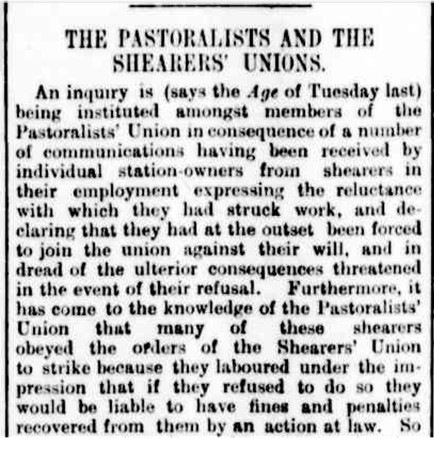 THE PASTORALISTS AND THE
SHEARERS' UNIONS.
An inquiry is (says the Age of Tuesday last)
being instituted amongst members of the
Pastoralists' Union in consequence of a number
of communications having been received by
individual station-owners from shearers in
their employment expressing the reluctance
with which they had struck work, and de-
claring that they had at the outset been forced
to join the union against their will, and in
dread of the ulterior consequences threatened
in the event of their refusal. Furthermore, it
has come to the knowledge of the Pastoralists'
Union that many of these shearers
obeyed the orders of the Shearers' Union
to strike because they laboured under the im-
pression that if they refused to do so they
would be liable to have fines and penalties
recovered from them by an action at law. So